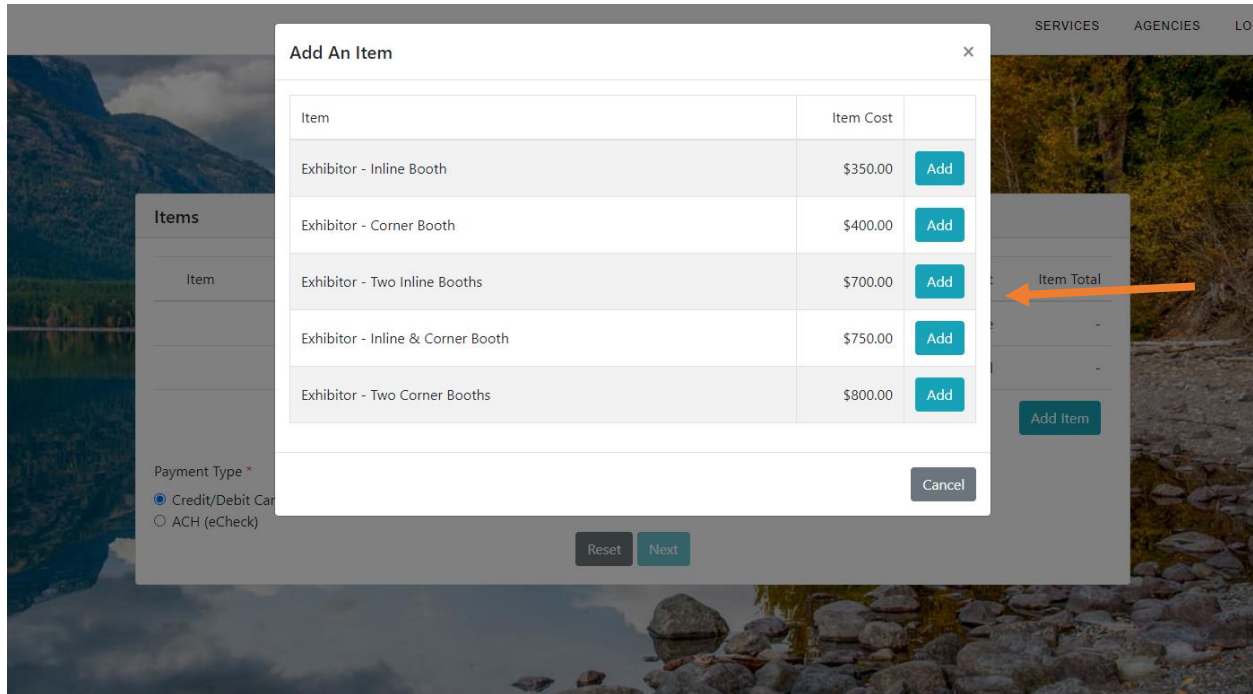 SERVICES AGENCIES
Add An Item ×
Item Item Cost
Exhibitor - Inline Booth $350.00 Add
Exhibitor - Corner Booth $400.00 Add
Exhibitor - Two Inline Booths $700.00 Add
Exhibitor - Inline & Corner Booth $750.00 Add
Exhibitor - Two Corner Booths $800.00 Add
Cancel
Items
Item Item Total
-
-
Add Item
Payment Type *
Credit/Debit
ACH (eCheck)
Reset Next